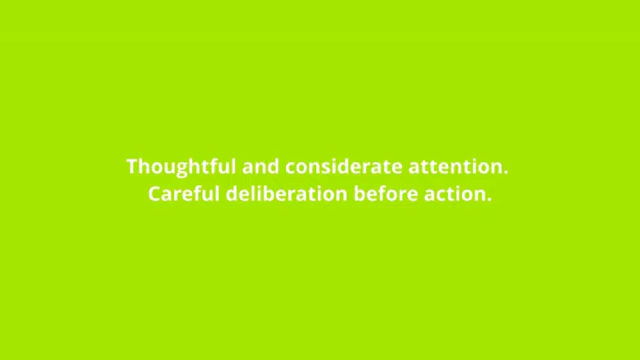 Thoughtful and considerate attention.
Careful deliberation before action.